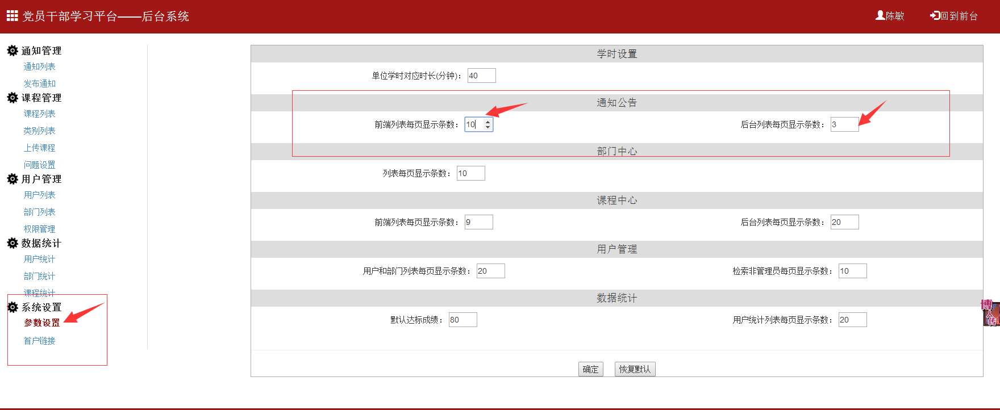 党员干部学习平台——后台系统
陈敏
回到前台
通知管理
通知列表
发布通知
课程管理
课程列表
类别列表
上传课程
问题设置
用户管理
用户列表
部门列表
权限管理
数据统计
用户统计
部门统计
课程统计
系统设置
参数设置
首户链接
学时设置
单位学时对应时长(分钟)： 40
通知公告
前端列表每页显示条数： 10
后台列表每页显示条数： 3
部门中心
列表每页显示条数： 10
课程中心
前端列表每页显示条数： 9
后台列表每页显示条数： 20
用户管理
用户和部门列表每页显示条数： 20
检索非管理员每页显示条数： 10
数据统计
默认达标成绩： 80
用户统计列表每页显示条数： 20
确定
恢复默认
博
人
传